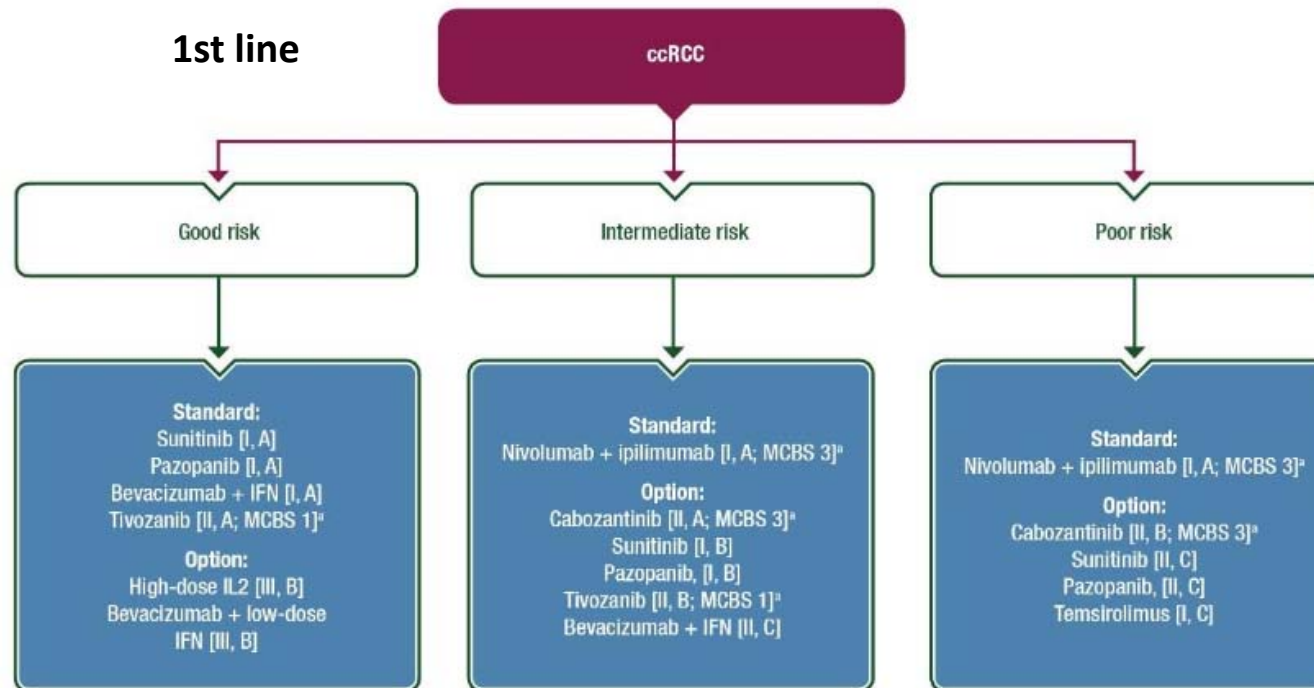 1st line
ccRCC
Good risk
Intermediate risk
Poor risk
Standard:
Sunitinib [I, A]
Pazopanib [I, A]
Bevacizumab + IFN [I, A]
Tivozanib [II, A; MCBS 1]ᵃ
Option:
High-dose IL2 [III, B]
Bevacizumab + low-dose
IFN [III, B]
Standard:
Nivolumab + ipilimumab [I, A; MCBS 3]ᵃ
Option:
Cabozantinib [II, A; MCBS 3]ᵃ
Sunitinib [I, B]
Pazopanib, [I, B]
Tivozanib [II, B; MCBS 1]ᵃ
Bevacizumab + IFN [II, C]
Standard:
Nivolumab + ipilimumab [I, A; MCBS 3]ᵃ
Option:
Cabozantinib [II, B; MCBS 3]ᵃ
Sunitinib [II, C]
Pazopanib, [II, C]
Temsirolimus [I, C]